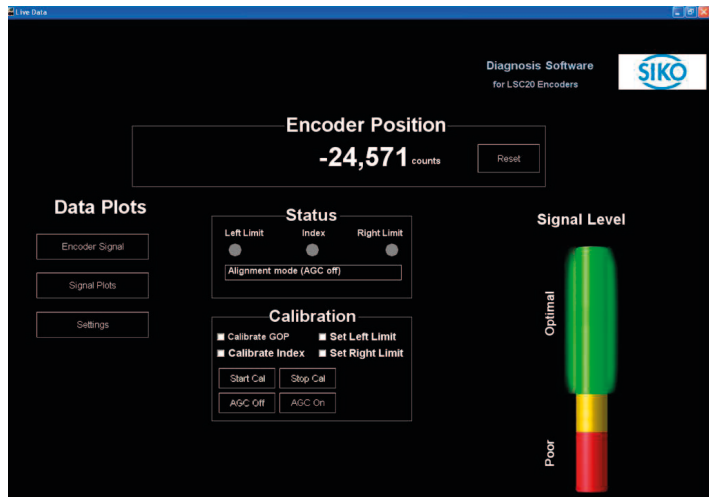 Live Data
Diagnosis Software
for LSC20 Encoders
SIKO
Encoder Position
-24,571 counts
Reset
Data Plots
Encoder Signal
Signal Plots
Settings
Status
Left Limit Index Right Limit
Alignment mode (AGC off)
Calibration
Calibrate GOP Set Left Limit
Calibrate Index Set Right Limit
Start Cal Stop Cal
AGC Off AGC On
Signal Level
Optimal
Poor